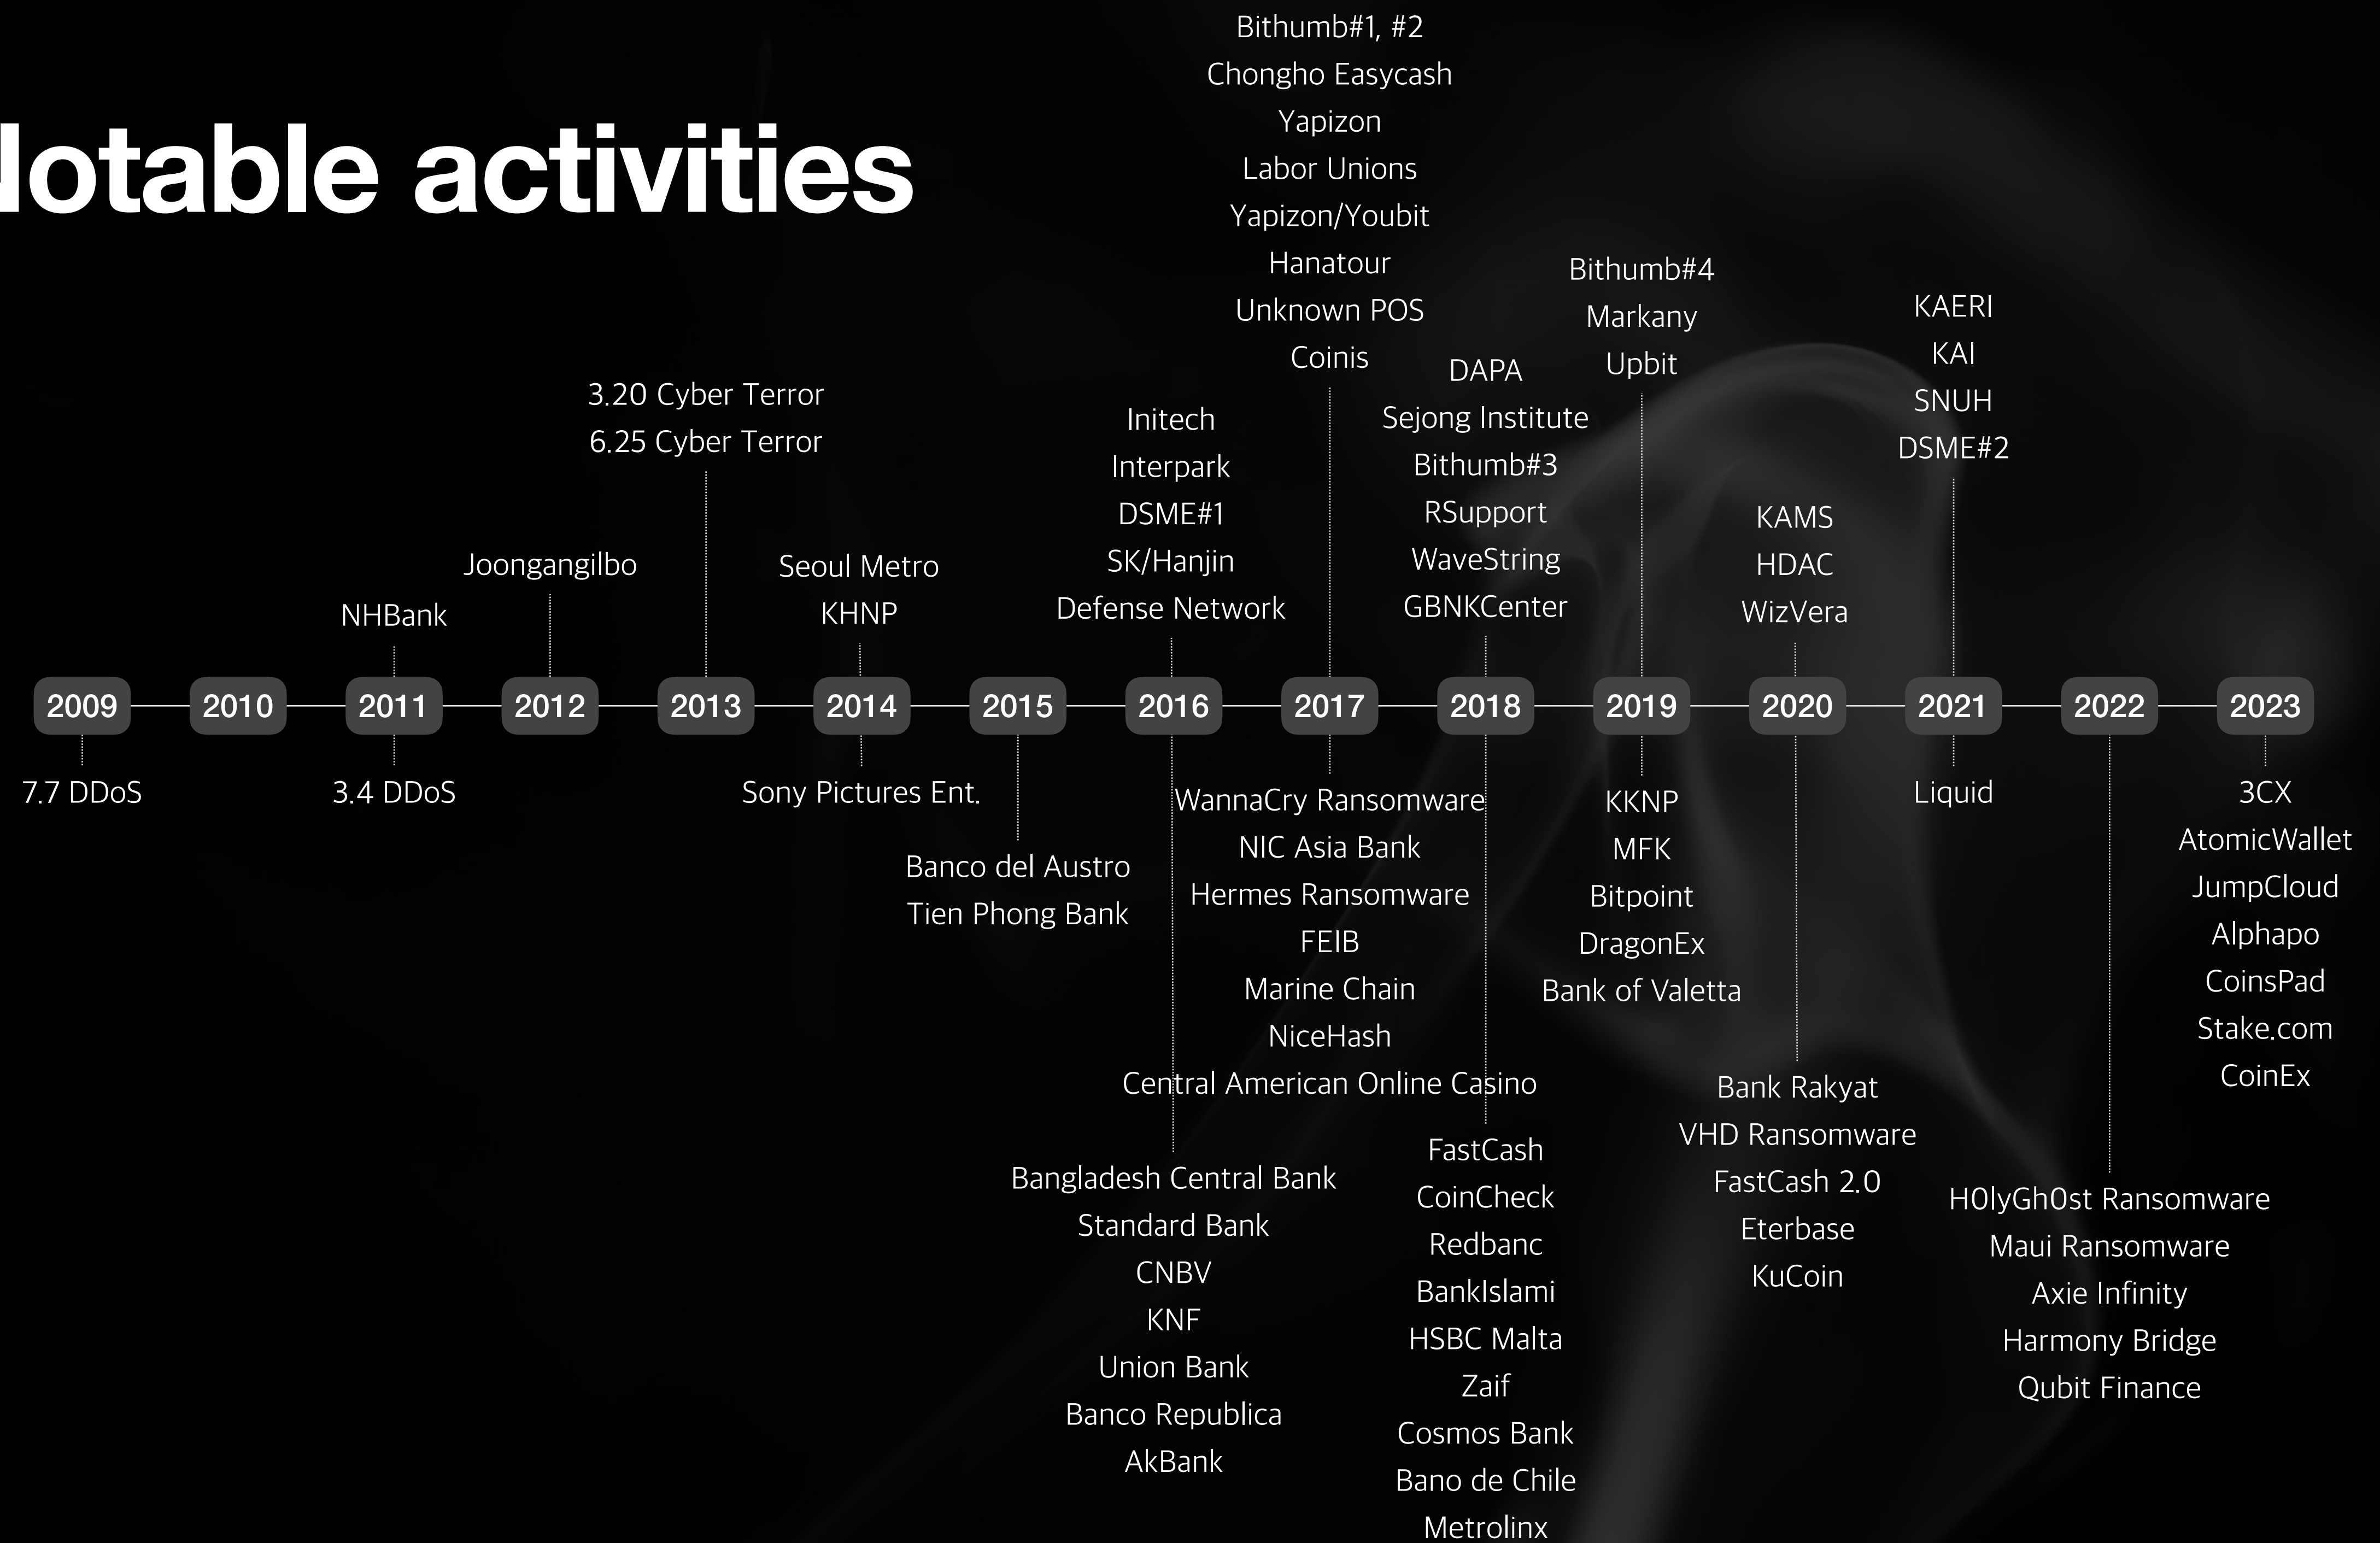 Notable activities
Bithumb#1, #2
Chongho Easycash
Yapizon
Labor Unions
Yapizon/Youbit
Hanatour
Unknown POS
Coinis
3.20 Cyber Terror
6.25 Cyber Terror
NHBank
Joongangilbo
Seoul Metro
KHNP
Initech
Interpark
DSME#1
SK/Hanjin
Defense Network
DAPA
Sejong Institute
Bithumb#3
RSupport
WaveString
GBNKCenter
Bithumb#4
Markany
Upbit
KAMS
HDAC
WizVera
KAERI
KAI
SNUH
DSME#2
2009 2010 2011 2012 2013 2014 2015 2016 2017 2018 2019 2020 2021 2022 2023
7.7 DDoS
3.4 DDoS
Sony Pictures Ent.
Banco del Austro
Tien Phong Bank
Bangladesh Central Bank
Standard Bank
CNBV
KNF
Union Bank
Banco Republica
AkBank
WannaCry Ransomware
NIC Asia Bank
Hermes Ransomware
FEIB
Marine Chain
NiceHash
Central American Online Casino
FastCash
CoinCheck
Redbanc
BankIslami
HSBC Malta
Zaif
Cosmos Bank
Bano de Chile
Metrolinx
KKNP
MFK
Bitpoint
DragonEx
Bank of Valetta
Bank Rakyat
VHD Ransomware
FastCash 2.0
Eterbase
KuCoin
Liquid
H0lyGh0st Ransomware
Maui Ransomware
Axie Infinity
Harmony Bridge
Qubit Finance
3CX
AtomicWallet
JumpCloud
Alphapo
CoinsPad
Stake.com
CoinEx